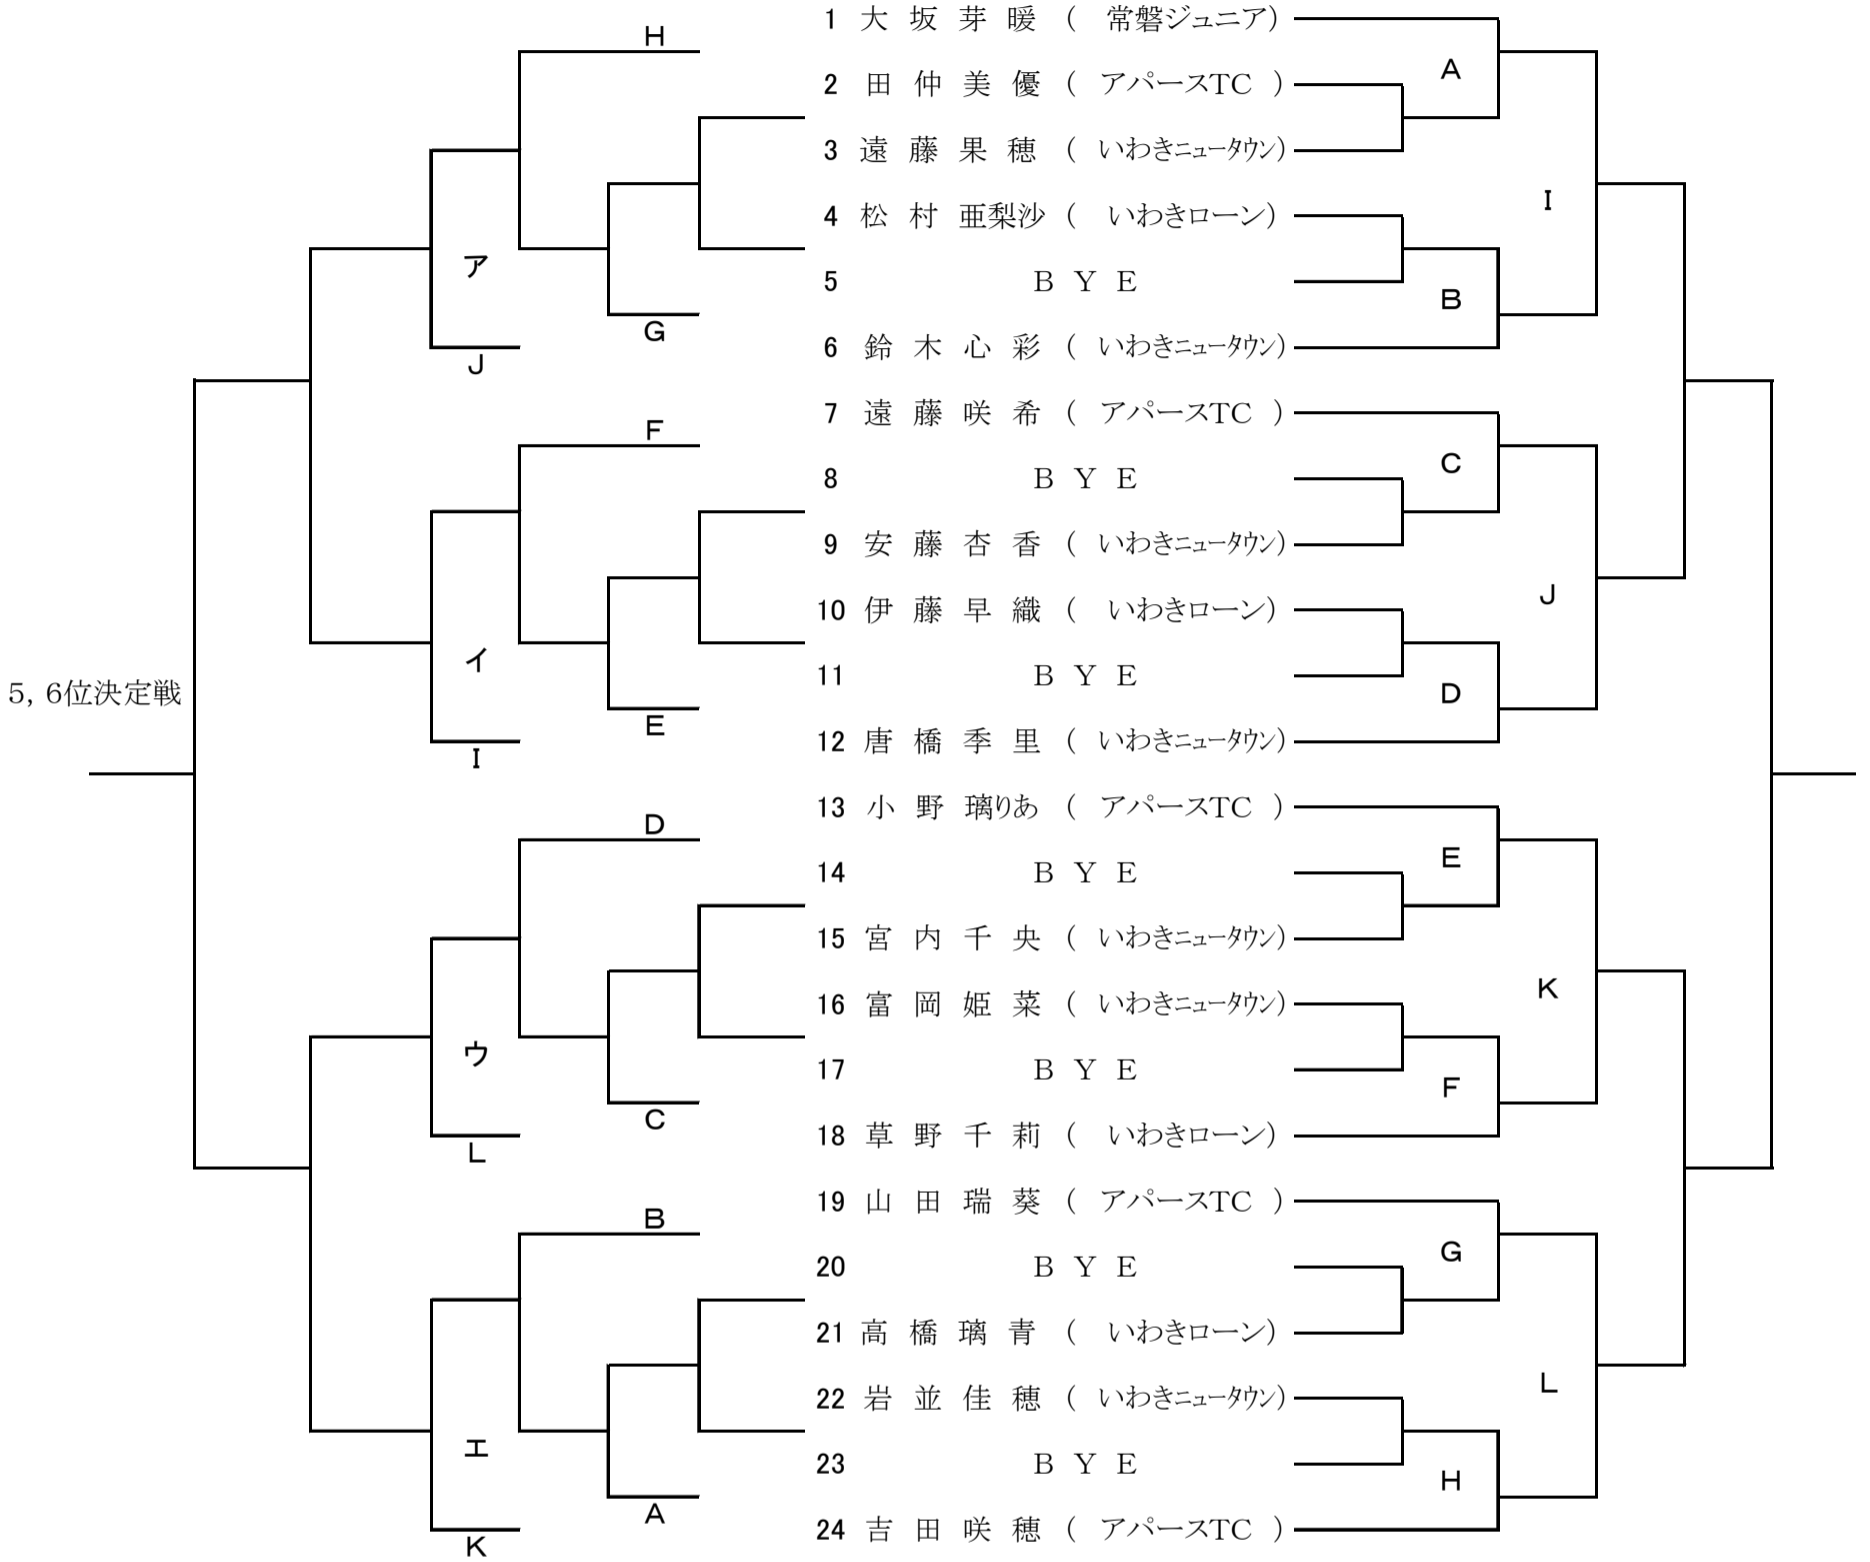 H
1 大 坂 芽 暖 ( 常磐ジュニア)
A
2 田 仲 美 優 ( アパースTC )
3 遠 藤 果 穂 ( いわきニュータウン)
4 松 村 亜梨沙 ( いわきローン)
I
ア
5 B Y E
B
G
6 鈴 木 心 彩 ( いわきニュータウン)
J
7 遠 藤 咲 希 ( アパースTC )
F
C
8 B Y E
9 安 藤 杏 香 ( いわきニュータウン)
J
10 伊 藤 早 織 ( いわきローン)
イ
11 B Y E
5, 6位決定戦
D
E
12 唐 橋 季 里 ( いわきニュータウン)
I
13 小 野 璃りあ ( アパースTC )
D
E
14 B Y E
15 宮 内 千 央 ( いわきニュータウン)
K
16 富 岡 姫 菜 ( いわきニュータウン)
ウ
17 B Y E
F
C
18 草 野 千 莉 ( いわきローン)
L
19 山 田 瑞 葵 ( アパースTC )
B
G
20 B Y E
21 高 橋 璃 青 ( いわきローン)
L
22 岩 並 佳 穂 ( いわきニュータウン)
エ
23 B Y E
H
A
24 吉 田 咲 穂 ( アパースTC )
K